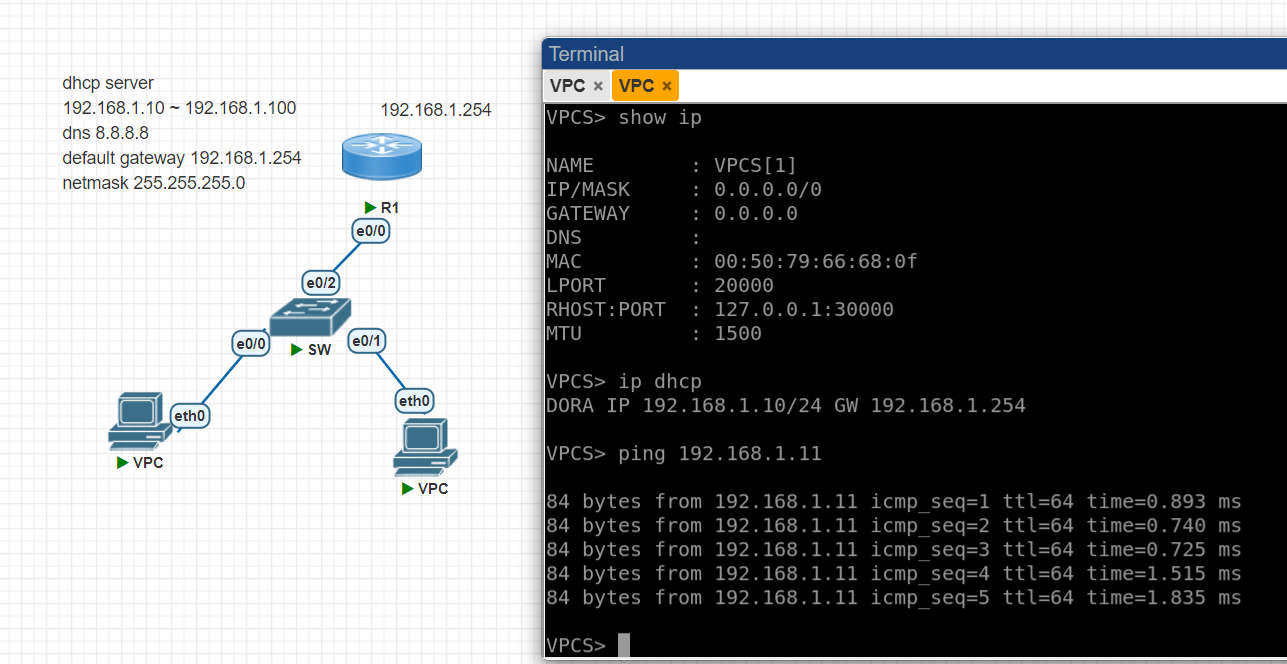 dhcp server
192.168.1.10 ~ 192.168.1.100
dns 8.8.8.8
default gateway 192.168.1.254
netmask 255.255.255.0
192.168.1.254
R1
e0/0
e0/2
e0/0
SW
e0/1
eth0
VPC
eth0
VPC
Terminal
VPC × VPC ×
VPCS> show ip
NAME : VPCS[1]
IP/MASK : 0.0.0.0/0
GATEWAY : 0.0.0.0
DNS :
MAC : 00:50:79:66:68:0f
LPORT : 20000
RHOST:PORT : 127.0.0.1:30000
MTU : 1500
VPCS> ip dhcp
DORA IP 192.168.1.10/24 GW 192.168.1.254
VPCS> ping 192.168.1.11
84 bytes from 192.168.1.11 icmp_seq=1 ttl=64 time=0.893 ms
84 bytes from 192.168.1.11 icmp_seq=2 ttl=64 time=0.740 ms
84 bytes from 192.168.1.11 icmp_seq=3 ttl=64 time=0.725 ms
84 bytes from 192.168.1.11 icmp_seq=4 ttl=64 time=1.515 ms
84 bytes from 192.168.1.11 icmp_seq=5 ttl=64 time=1.835 ms
VPCS>